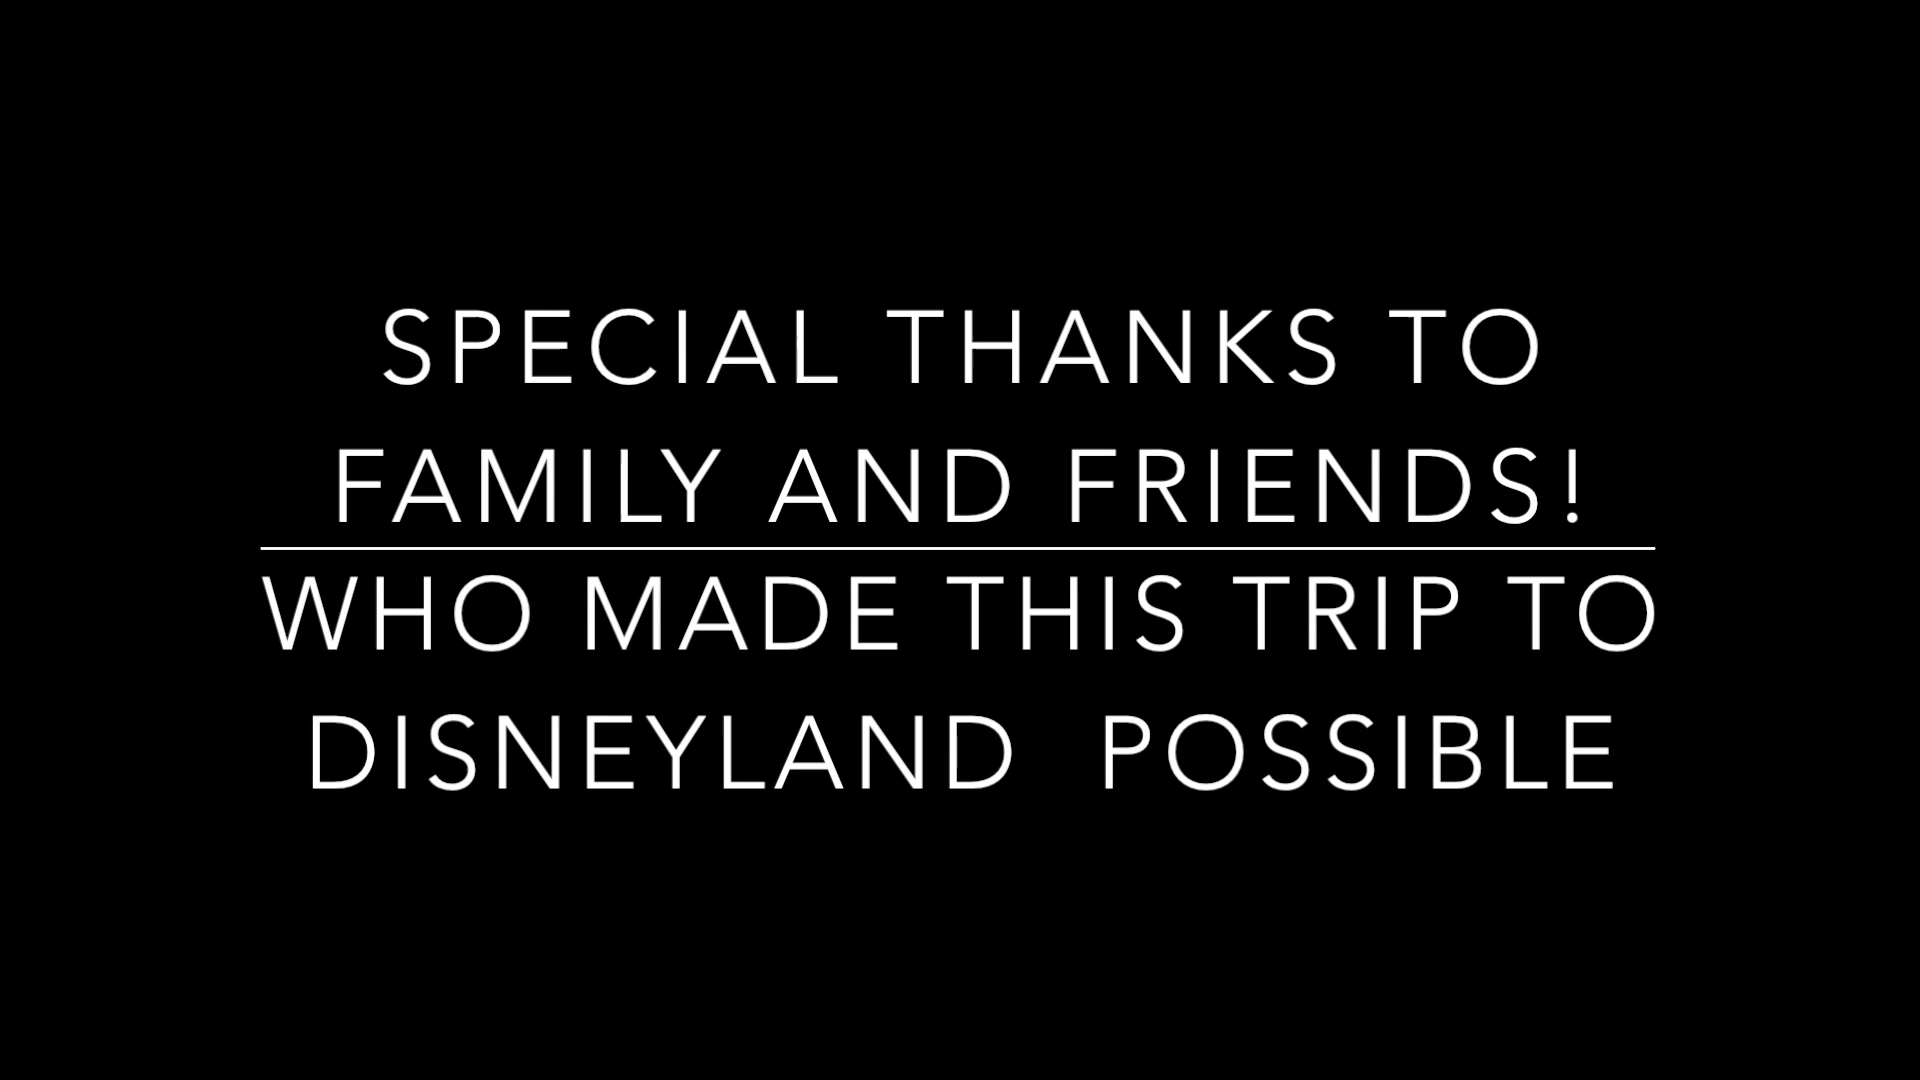 SPECIAL THANKS TO
FAMILY AND FRIENDS!
WHO MADE THIS TRIP TO
DISNEYLAND  POSSIBLE